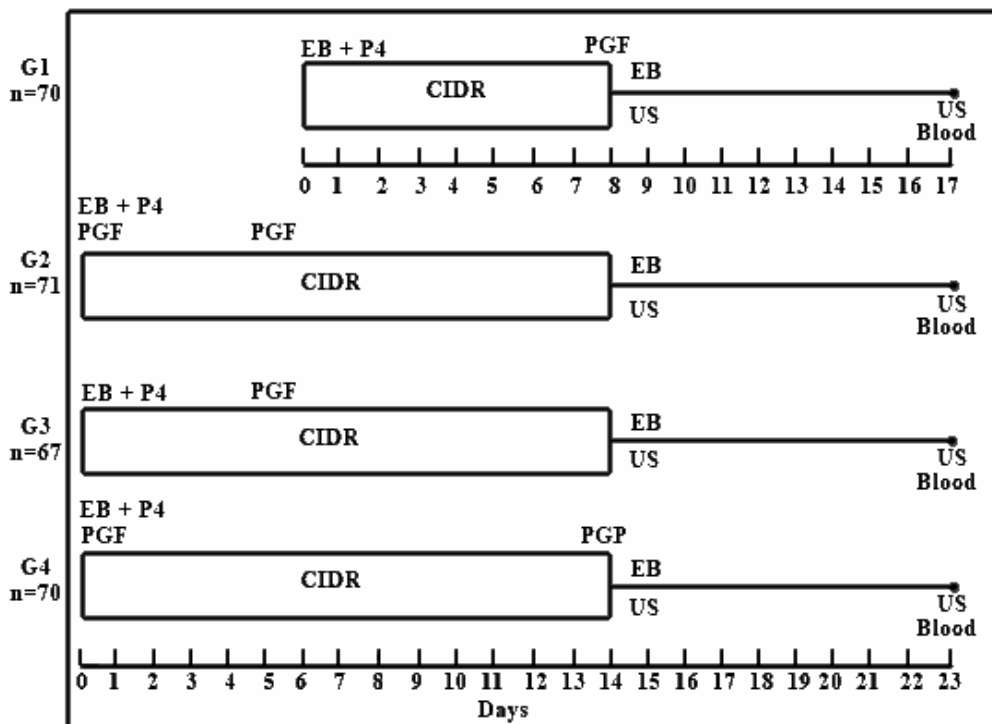 EB + P4 PGF
G1
n=70
CIDR
EB
US
US
Blood
0 1 2 3 4 5 6 7 8 9 10 11 12 13 14 15 16 17
EB + P4
PGF PGF
G2
n=71
CIDR
EB
US
US
Blood
EB + P4 PGF
G3
n=67
CIDR
EB
US
US
Blood
EB + P4
PGF PGP
G4
n=70
CIDR
EB
US
US
Blood
0 1 2 3 4 5 6 7 8 9 10 11 12 13 14 15 16 17 18 19 20 21 22 23
Days